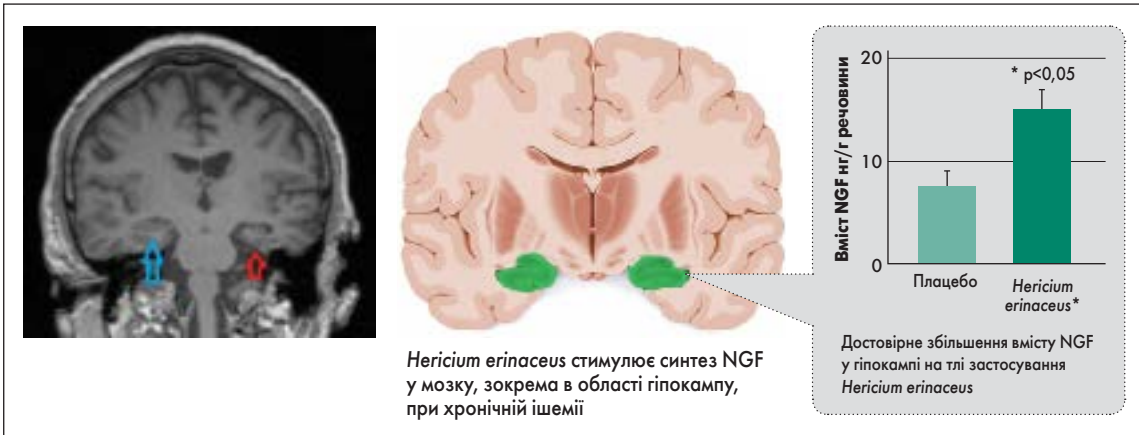 Hericium erinaceus стимулює синтез NGF
у мозку, зокрема в області гіпокампу,
при хронічній ішемії
Вміст NGF нг/г речовини
20
10
0
* p<0,05
Плацебо
Hericium
erinaceus*
Достовірне збільшення вмісту NGF
у гіпокампі на тлі застосування
Hericium erinaceus